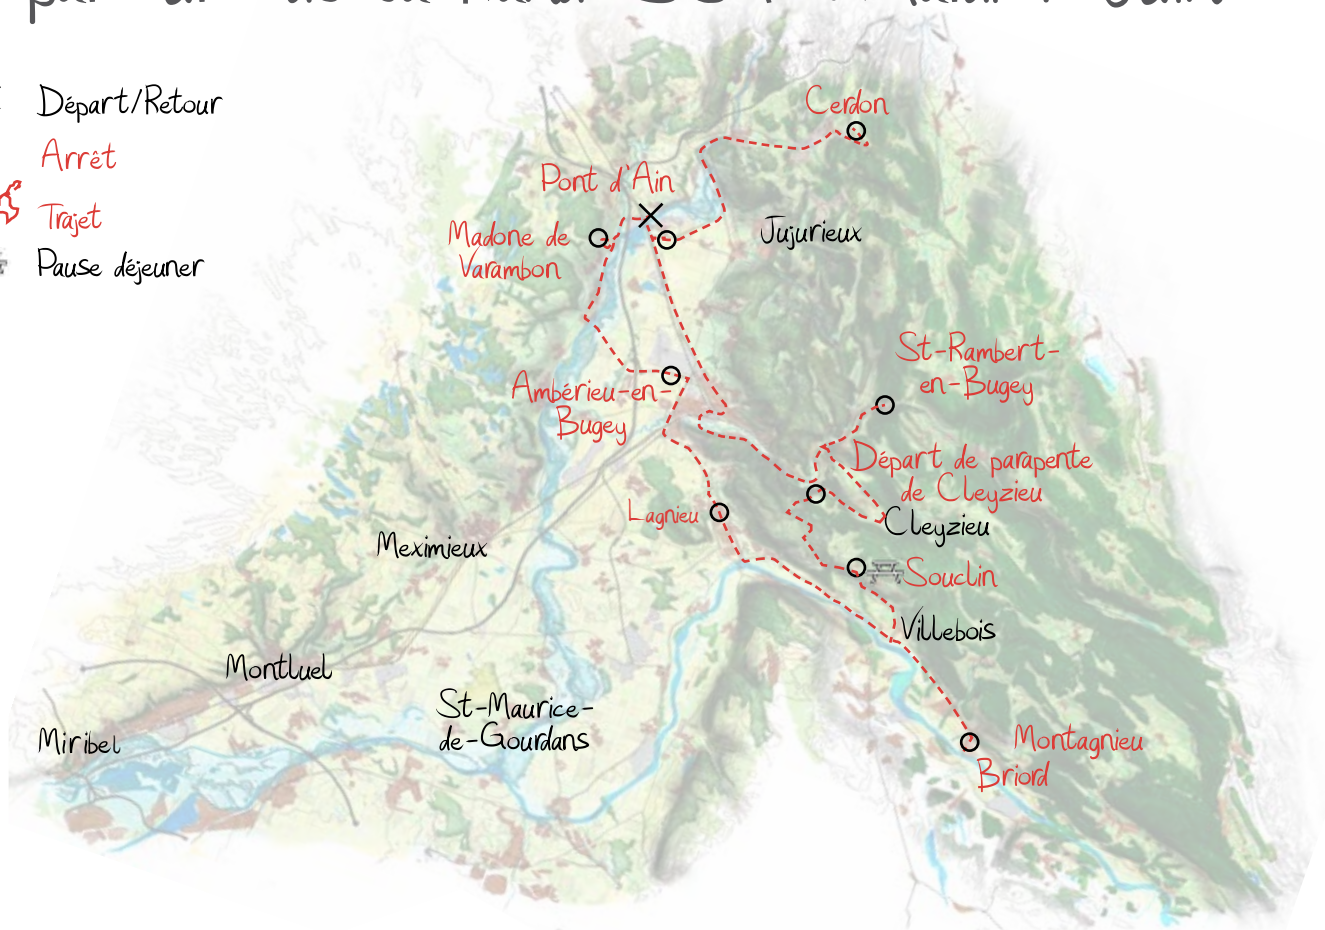 Départ/Retour
Arrêt
Trajet
Pause déjeuner
Cerdon
Pont d'Ain
Madone de
Varambon
Jujurieux
St-Rambert-
en-Bugey
Ambérieu-en-
Bugey
Départ de parapente
de Cleyzieu
Lagnieu
Cleyzieu
Meximieux
Souclin
Villebois
Montluel
St-Maurice-
de-Gourdans
Miribel
Montagnieu
Briord